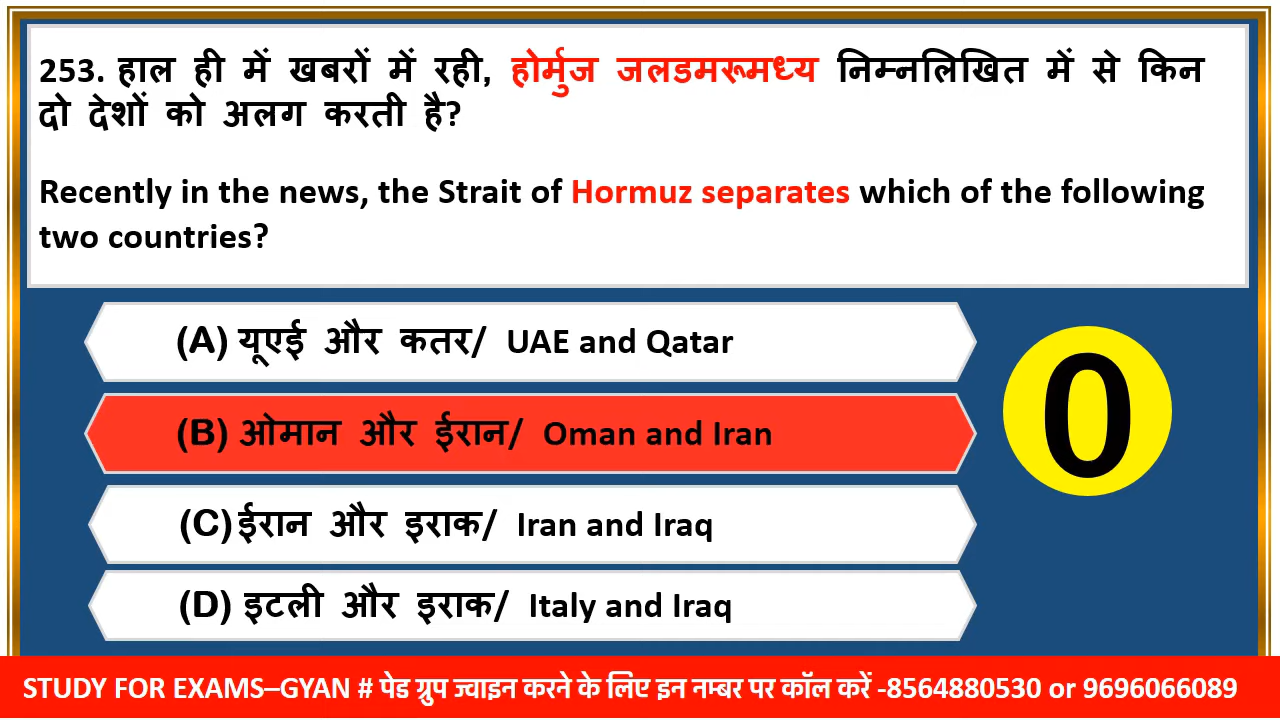 253. हाल ही में खबरों में रही, होर्मुज जलडमरूमध्य निम्नलिखित में से किन
दो देशों को अलग करती है?
Recently in the news, the Strait of Hormuz separates which of the following
two countries?
(A) यूएई और कतर/ UAE and Qatar
(B) ओमान और ईरान/ Oman and Iran
0
(C) ईरान और इराक/ Iran and Iraq
(D) इटली और इराक/ Italy and Iraq
STUDY FOR EXAMS–GYAN # पेड ग्रुप ज्वाइन करने के लिए इन नम्बर पर कॉल करें -8564880530 or 9696066089